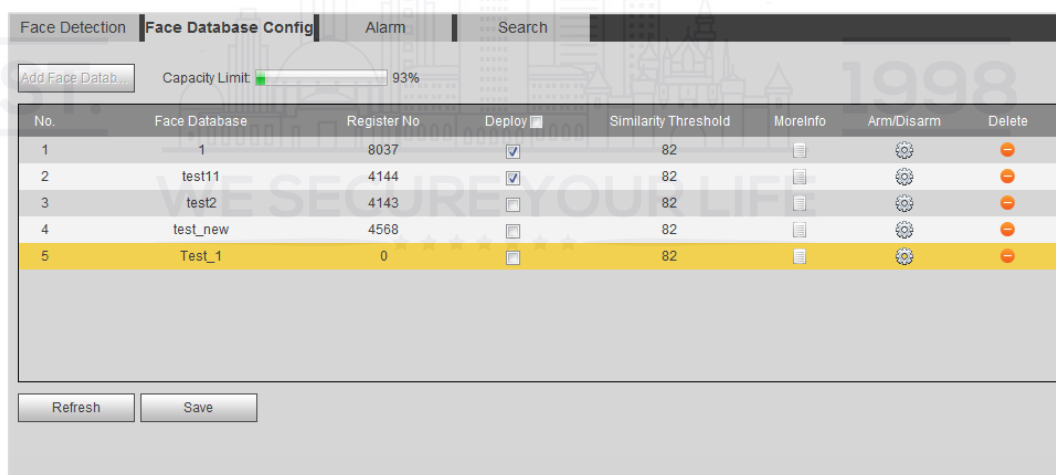 Face Detection Face Database Config Alarm Search
Add Face Datab... Capacity Limit: 93%
EST. 1998
No. Face Database Register No Deploy Similarity Threshold MoreInfo Arm/Disarm Delete
1 1 8037 82
2 test11 4144 82
3 test2 4143 82
WE SECURE YOUR LIFE
4 test_new 4568 82
5 Test_1 0 82
Refresh Save